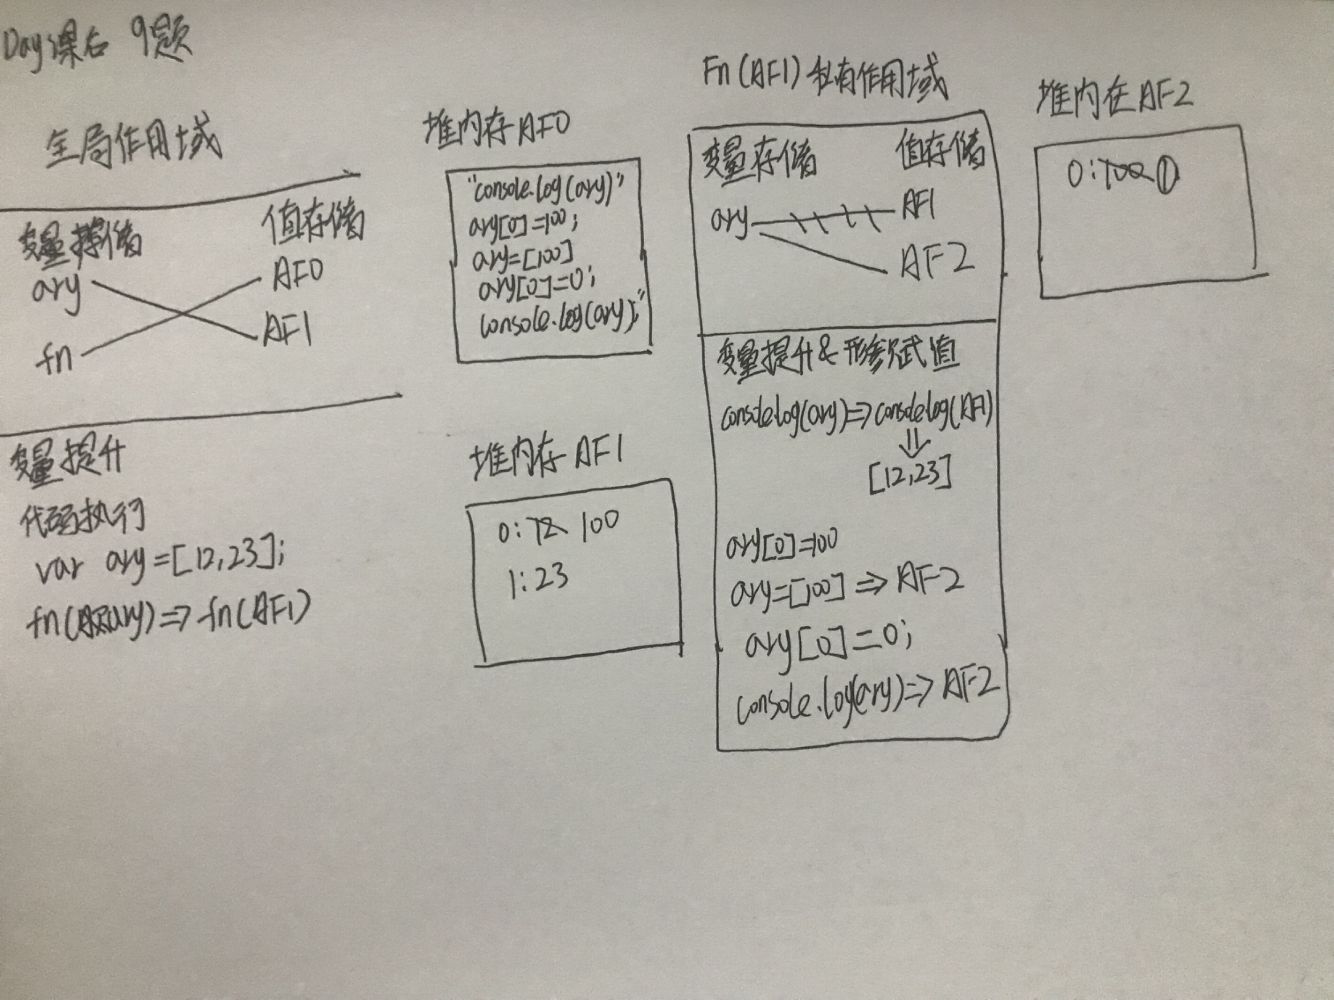 Day 课后 9题
全局作用域
变量存储 值存储
ary AF0
fn AF1
变量提升
代码执行
var ary=[12,23];
fn(ary)=>fn(AF1)
堆内存AF0
"console.log(ary)"
ary[0]=100;
ary=[100]
ary[0]=0;
console.log(ary);"
堆内存AF1
0:12 100
1:23
Fn(AF1)私有作用域
变量存储 值存储
ary AF1
AF2
变量提升&形参赋值
console.log(ary)=>console.log(AF1)
[12,23]
ary[0]=100
ary=[100]=>AF2
ary[0]=0;
console.log(ary)=>AF2
堆内在AF2
0:100